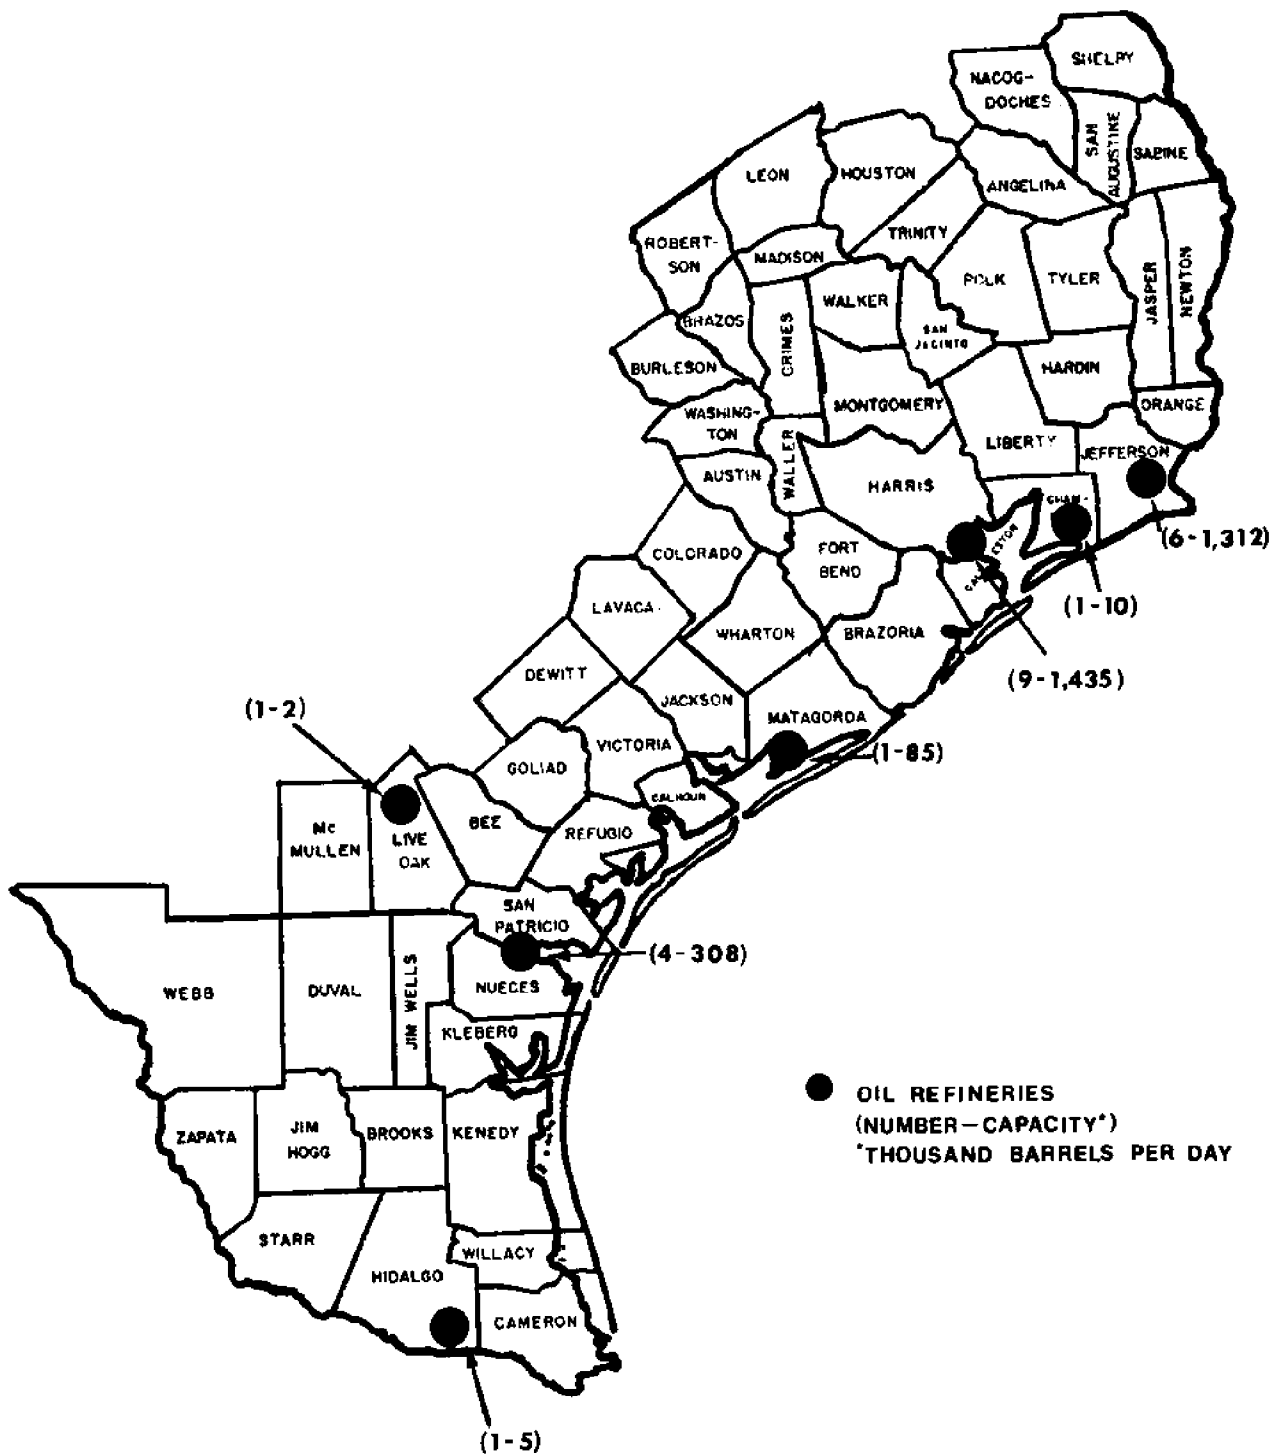 SHELPY
NACOG-
DOCHES
SAN
AUGUSTINE
SABINE
LEON
HOUSTON
ANGELINA
TRINITY
ROBERT-
SON
MADISON
POLK
TYLER
JASPER
NEWTON
WALKER
SAN
JACINTO
BRAZOS
GRIMES
BURLESON
HARDIN
MONTGOMERY
ORANGE
WASHING-
TON
LIBERTY
JEFFERSON
WALLER
AUSTIN
HARRIS
CHAM-
(6-1,312)
COLORADO
FORT
BEND
(1-10)
LAVACA
WHARTON
BRAZORIA
DEWITT
(9-1,435)
JACKSON
(1-2)
MATAGORDA
VICTORIA
(1-85)
GOLIAD
CALHOUN
BEE
REFUGIO
Mc
MULLEN
LIVE
OAK
SAN
PATRICIO
(4-308)
NUECES
WEBB
DUVAL
JIM WELLS
KLEBERG
OIL REFINERIES
(NUMBER-CAPACITY*)
*THOUSAND BARRELS PER DAY
ZAPATA
JIM
HOGG
BROOKS
KENEDY
STARR
WILLACY
HIDALGO
CAMERON
(1-5)